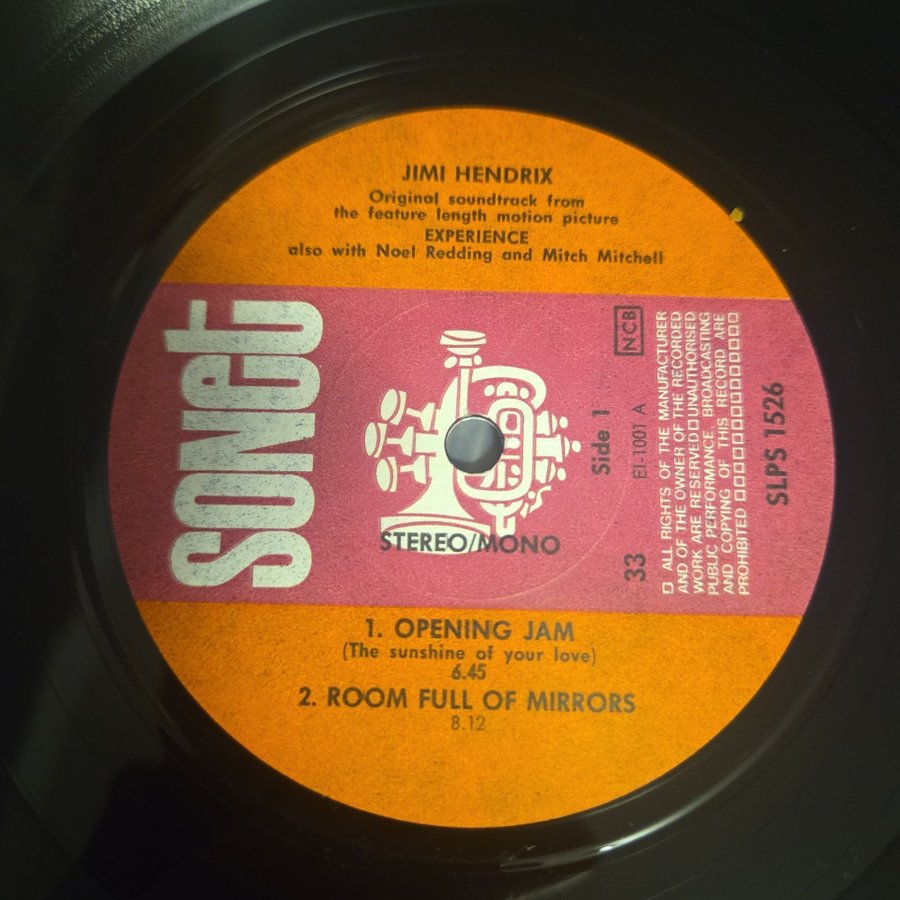 JIMI HENDRIX
Original soundtrack from
the feature length motion picture
EXPERIENCE
also with Noel Redding and Mitch Mitchell
SONET
STEREO/MONO
Side 1
33
NCB
EI-1001 A
□ ALL RIGHTS OF THE MANUFACTURER
AND OF THE OWNER OF THE RECORDED
WORK ARE RESERVED □ UNAUTHORISED
PUBLIC PERFORMANCE, BROADCASTING
AND COPYING OF THIS RECORD ARE
PROHIBITED
SLPS 1526
1. OPENING JAM
(The sunshine of your love)
6.45
2. ROOM FULL OF MIRRORS
8.12